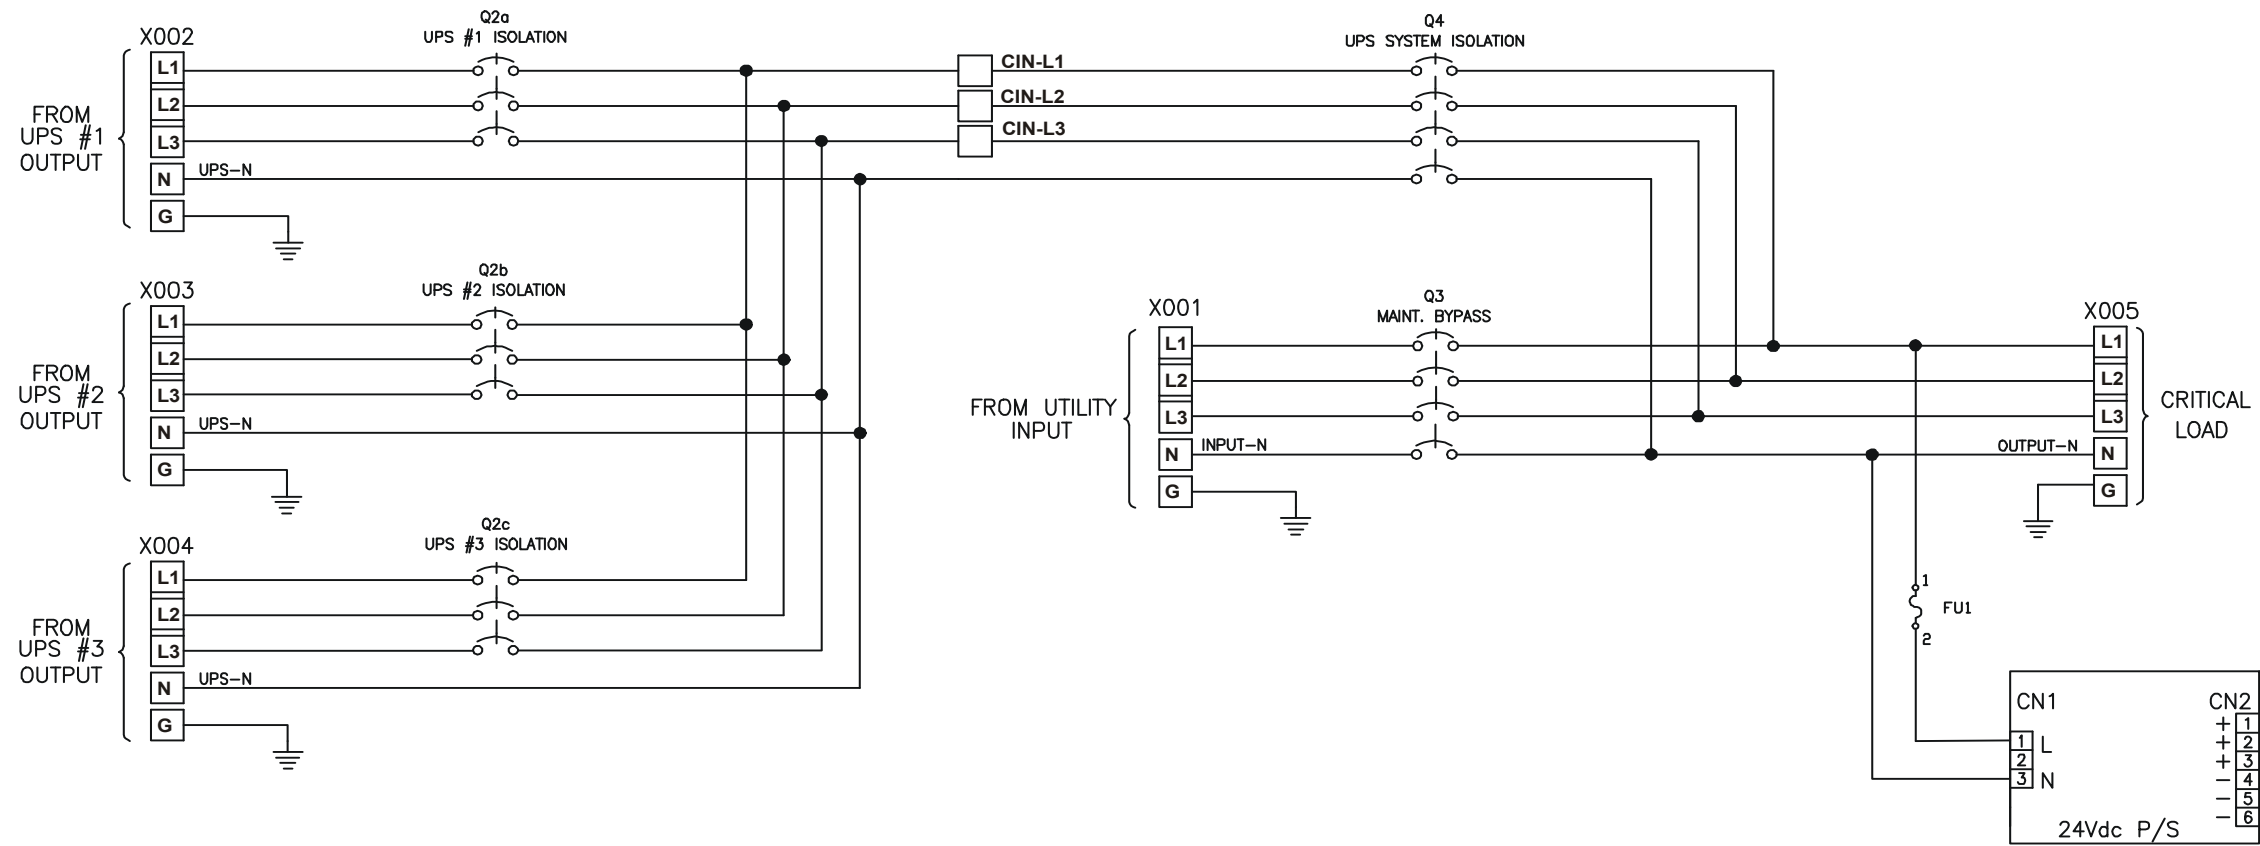 Q2a
UPS #1 ISOLATION
X002
L1
L2
L3
N
G
UPS-N
FROM
UPS #1
OUTPUT
CIN-L1
CIN-L2
CIN-L3
Q4
UPS SYSTEM ISOLATION
Q2b
UPS #2 ISOLATION
X003
L1
L2
L3
N
G
UPS-N
FROM
UPS #2
OUTPUT
X001
L1
L2
L3
N
G
INPUT-N
FROM UTILITY
INPUT
Q3
MAINT. BYPASS
X005
L1
L2
L3
N
G
OUTPUT-N
CRITICAL
LOAD
Q2c
UPS #3 ISOLATION
X004
L1
L2
L3
N
G
UPS-N
FROM
UPS #3
OUTPUT
1
FU1
2
CN1
1 L
2
3 N
CN2
+ 1
+ 2
+ 3
- 4
- 5
- 6
24Vdc P/S